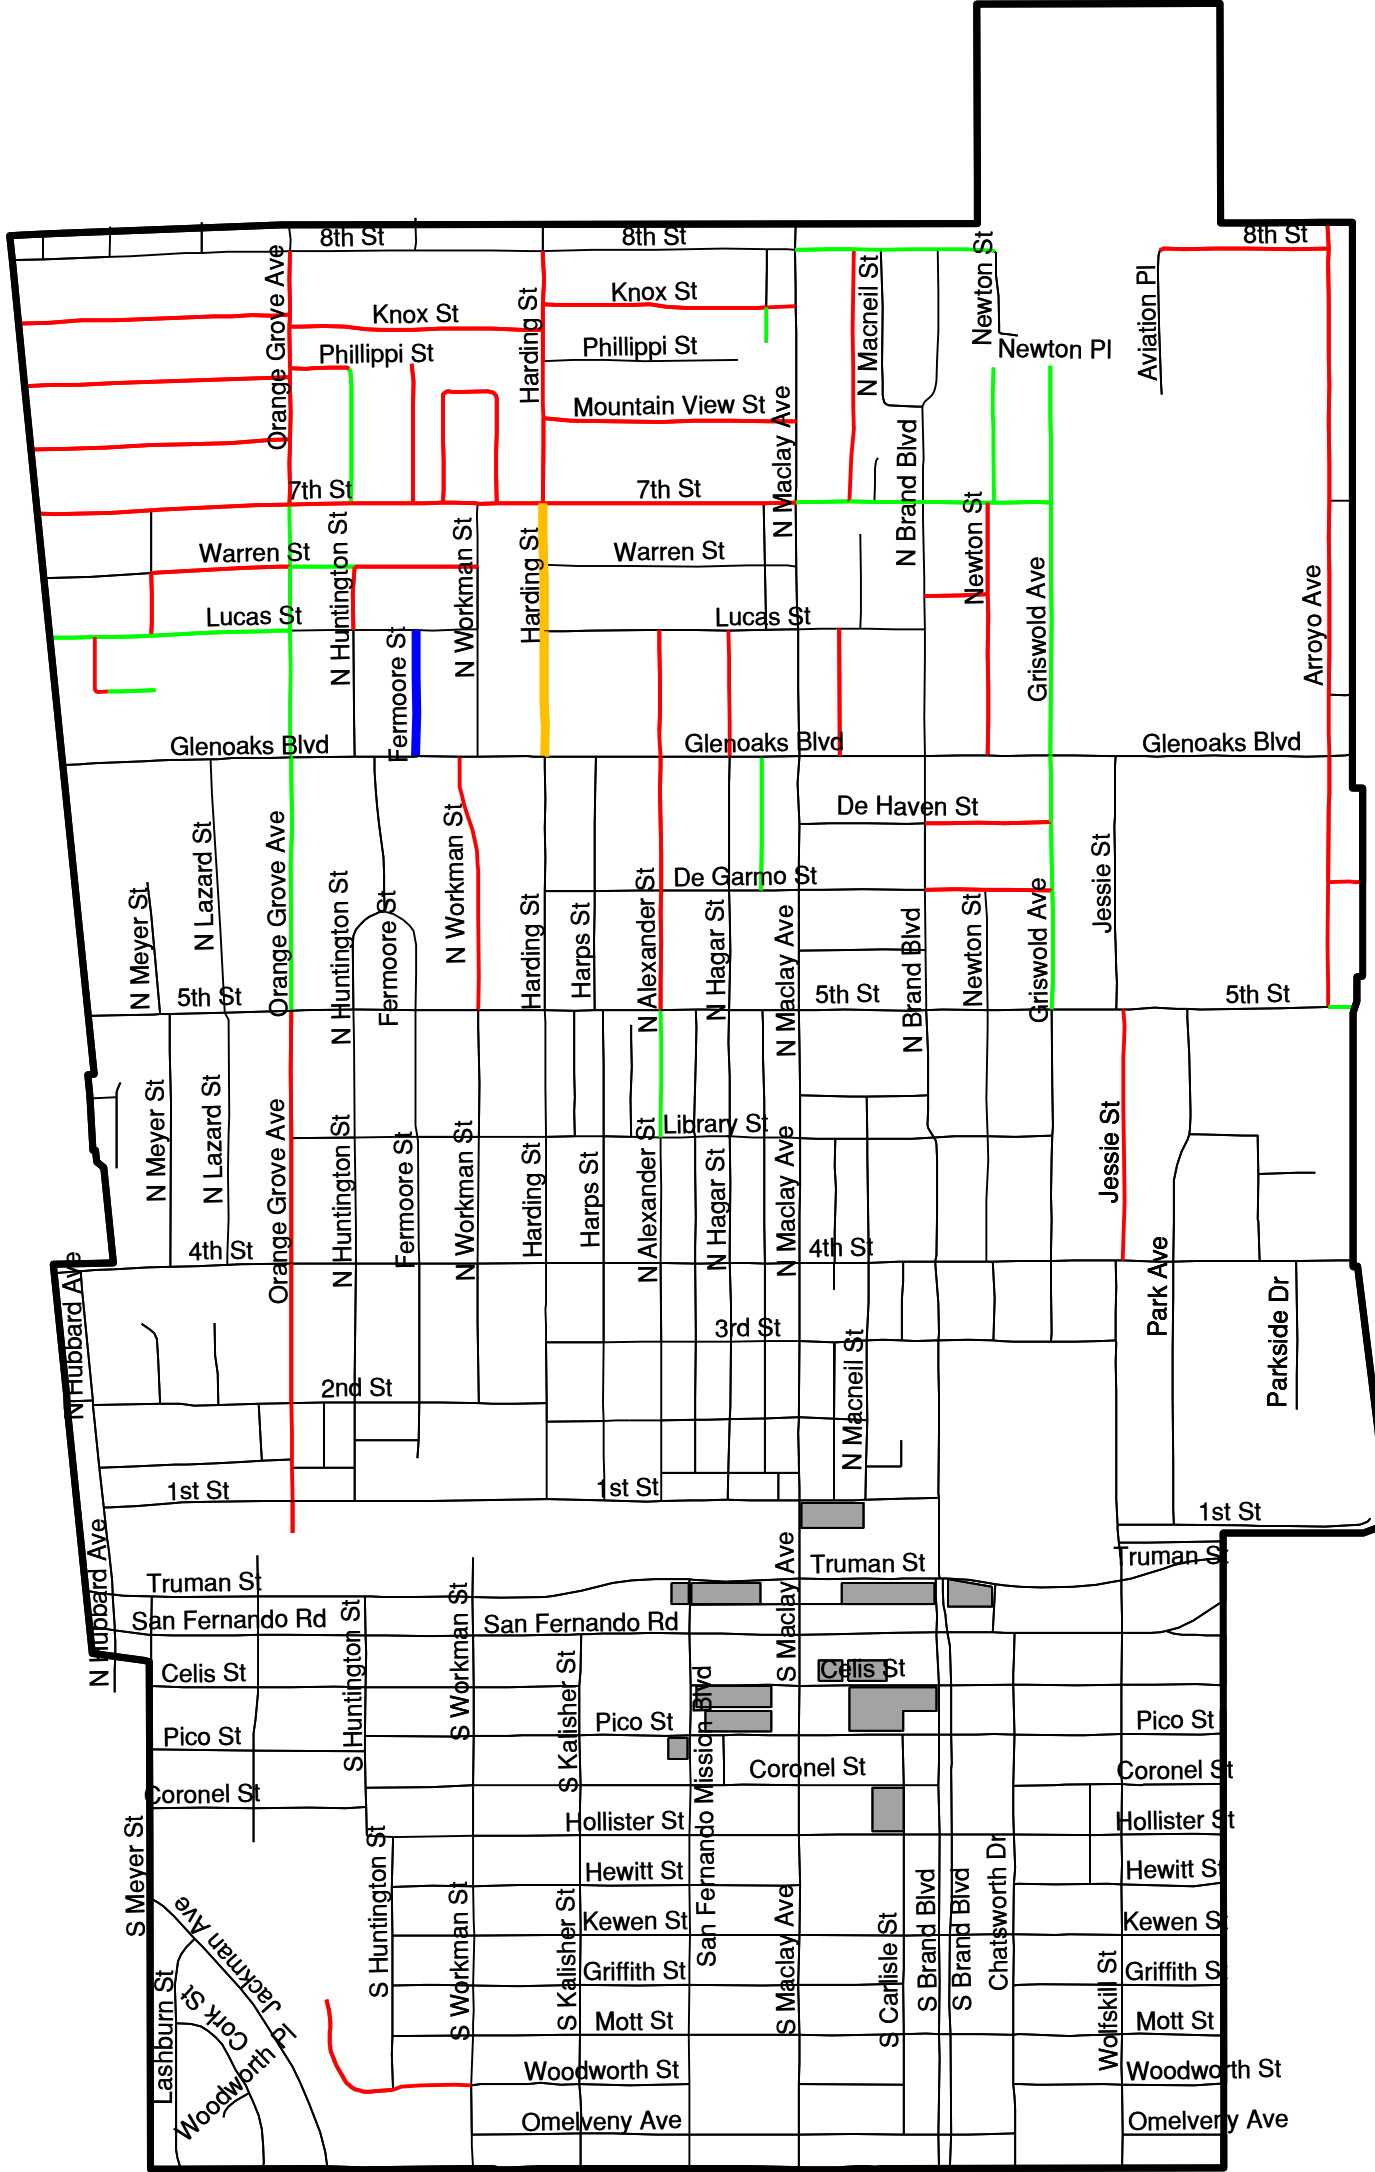 8th St
8th St
8th St
Newton St
Orange Grove Ave
Knox St
Knox St
Harding St
N Macneil St
Aviation Pl
Phillippi St
Phillippi St
Newton Pl
Mountain View St
N Maclay Ave
N Brand Blvd
7th St
7th St
Newton St
Warren St
N Huntington St
N Workman St
Harding St
Warren St
Griswold Ave
Arroyo Ave
Lucas St
Lucas St
Fermoore St
Glenoaks Blvd
Glenoaks Blvd
Glenoaks Blvd
De Haven St
N Meyer St
N Lazard St
Orange Grove Ave
N Huntington St
Fermoore St
N Workman St
Harding St
Harps St
N Alexander St
De Garmo St
N Hagar St
N Maclay Ave
N Brand Blvd
Newton St
Griswold Ave
Jessie St
5th St
5th St
5th St
N Meyer St
N Lazard St
Orange Grove Ave
N Huntington St
Fermoore St
N Workman St
Harding St
Harps St
N Alexander St
Library St
N Hagar St
N Maclay Ave
Jessie St
4th St
4th St
Park Ave
Parkside Dr
N Hubbard Ave
3rd St
N Macneil St
2nd St
1st St
1st St
1st St
N Hubbard Ave
Truman St
Truman St
Truman St
San Fernando Rd
San Fernando Rd
S Huntington St
S Workman St
S Kalisher St
S Maclay Ave
Celis St
Celis St
San Fernando Mission Blvd
Pico St
Pico St
Pico St
Coronel St
Coronel St
Coronel St
S Meyer St
Hollister St
Hollister St
S Huntington St
S Workman St
S Kalisher St
Hewitt St
Hewitt St
S Maclay Ave
S Carlisle St
S Brand Blvd
S Brand Blvd
Chatsworth Dr
Kewen St
Kewen St
Jackman Ave
Griffith St
Griffith St
Lashburn St
Cork St
Mott St
Mott St
Wolfskill St
Woodworth Pl
Woodworth St
Woodworth St
Omelveny Ave
Omelveny Ave